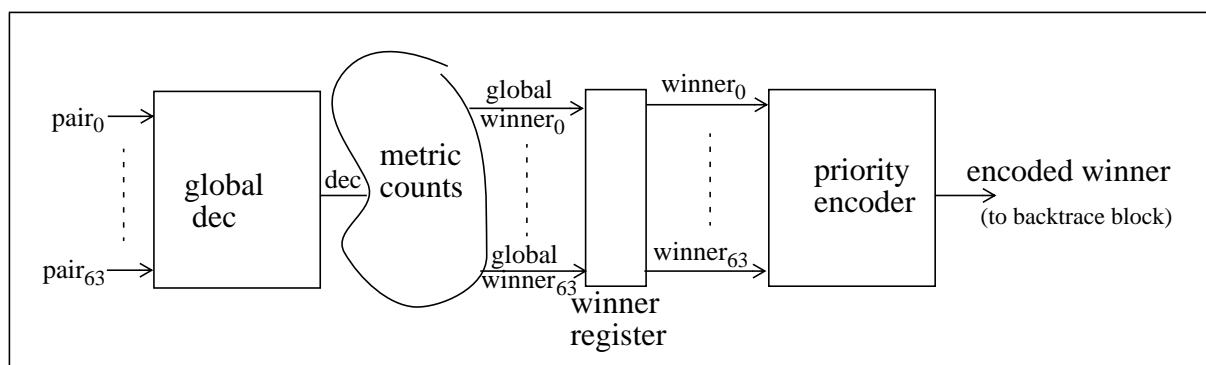 pair0
pair63
global
dec
dec
metric
counts
global
winner0
global
winner63
winner
register
winner0
winner63
priority
encoder
encoded winner
(to backtrace block)